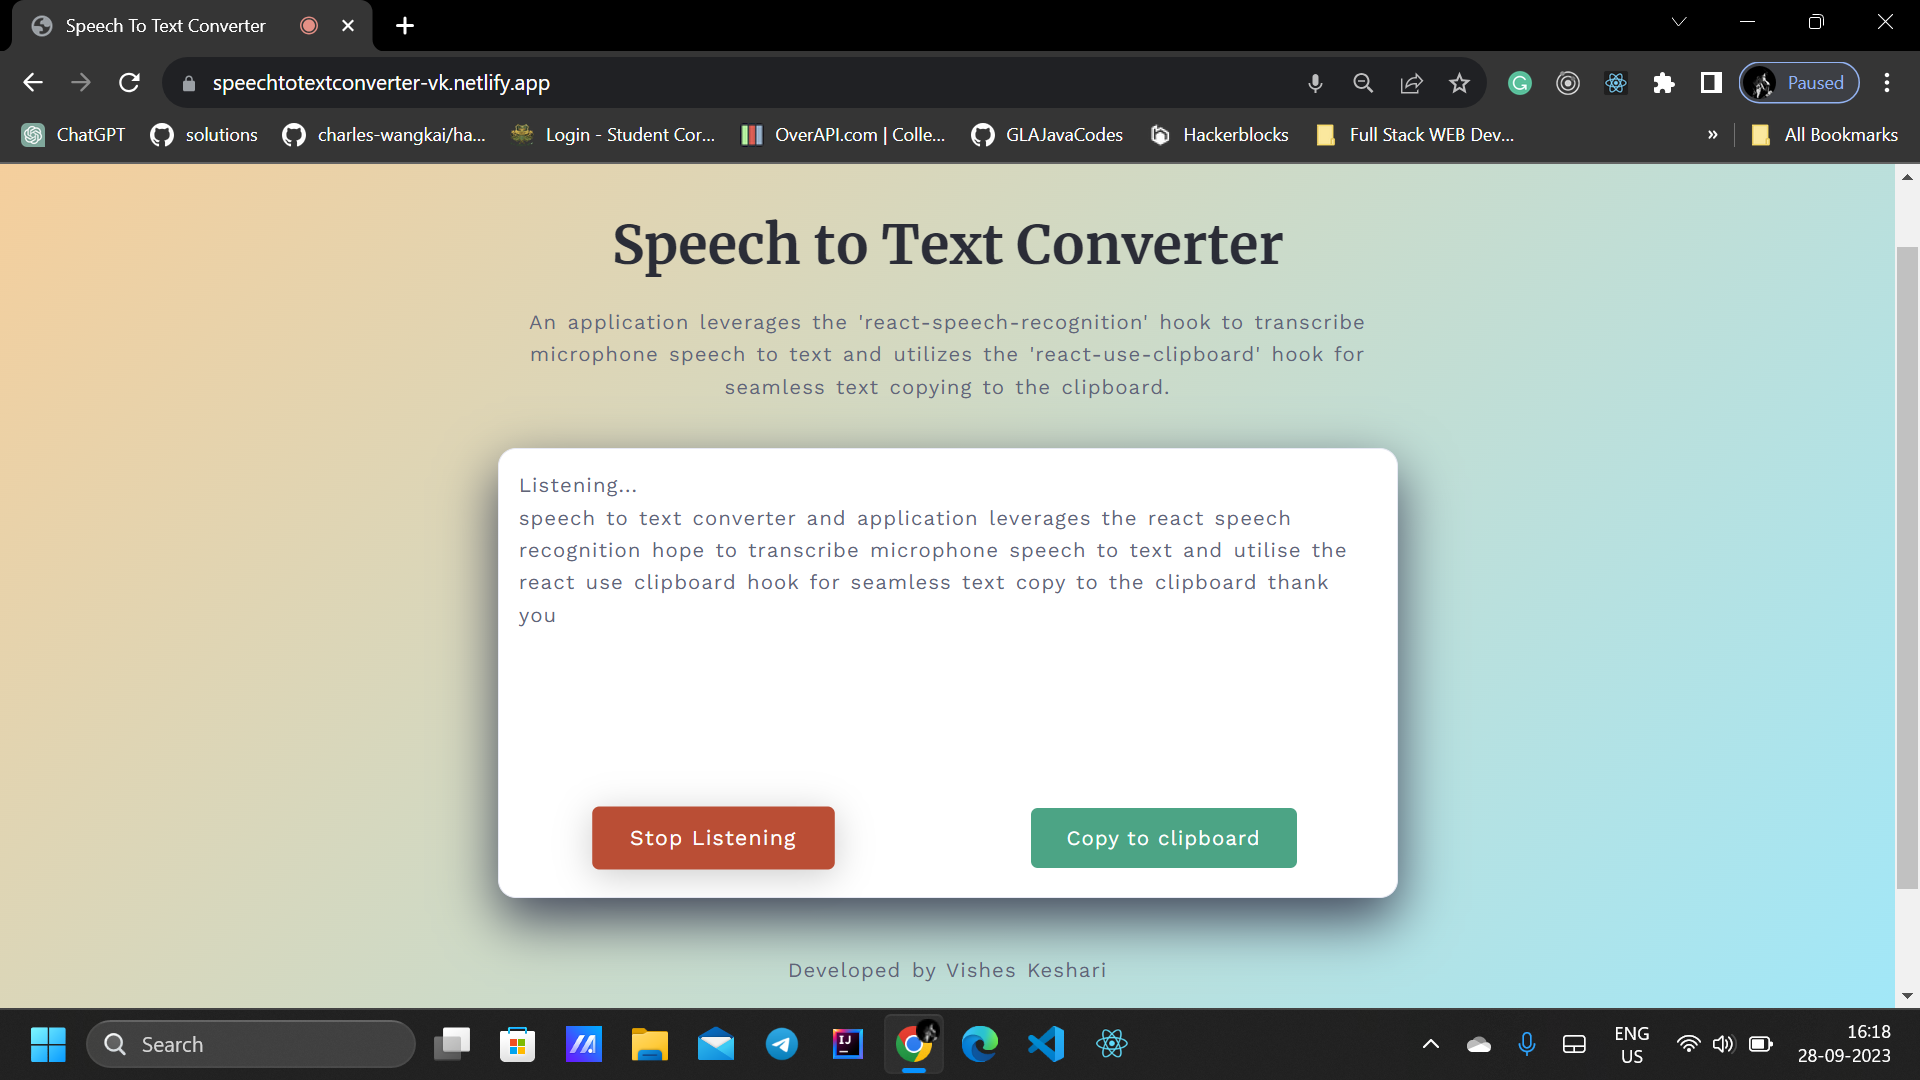 Speech To Text Converter
speechtotextconverter-vk.netlify.app
Paused
ChatGPT
solutions
charles-wangkai/ha...
Login - Student Cor...
OverAPI.com | Colle...
GLAJavaCodes
Hackerblocks
Full Stack WEB Dev...
»
All Bookmarks
Speech to Text Converter
An application leverages the 'react-speech-recognition' hook to transcribe
microphone speech to text and utilizes the 'react-use-clipboard' hook for
seamless text copying to the clipboard.
Listening...
speech to text converter and application leverages the react speech
recognition hope to transcribe microphone speech to text and utilise the
react use clipboard hook for seamless text copy to the clipboard thank
you
Stop Listening
Copy to clipboard
Developed by Vishes Keshari
Search
IJ
ENG
US
16:18
28-09-2023